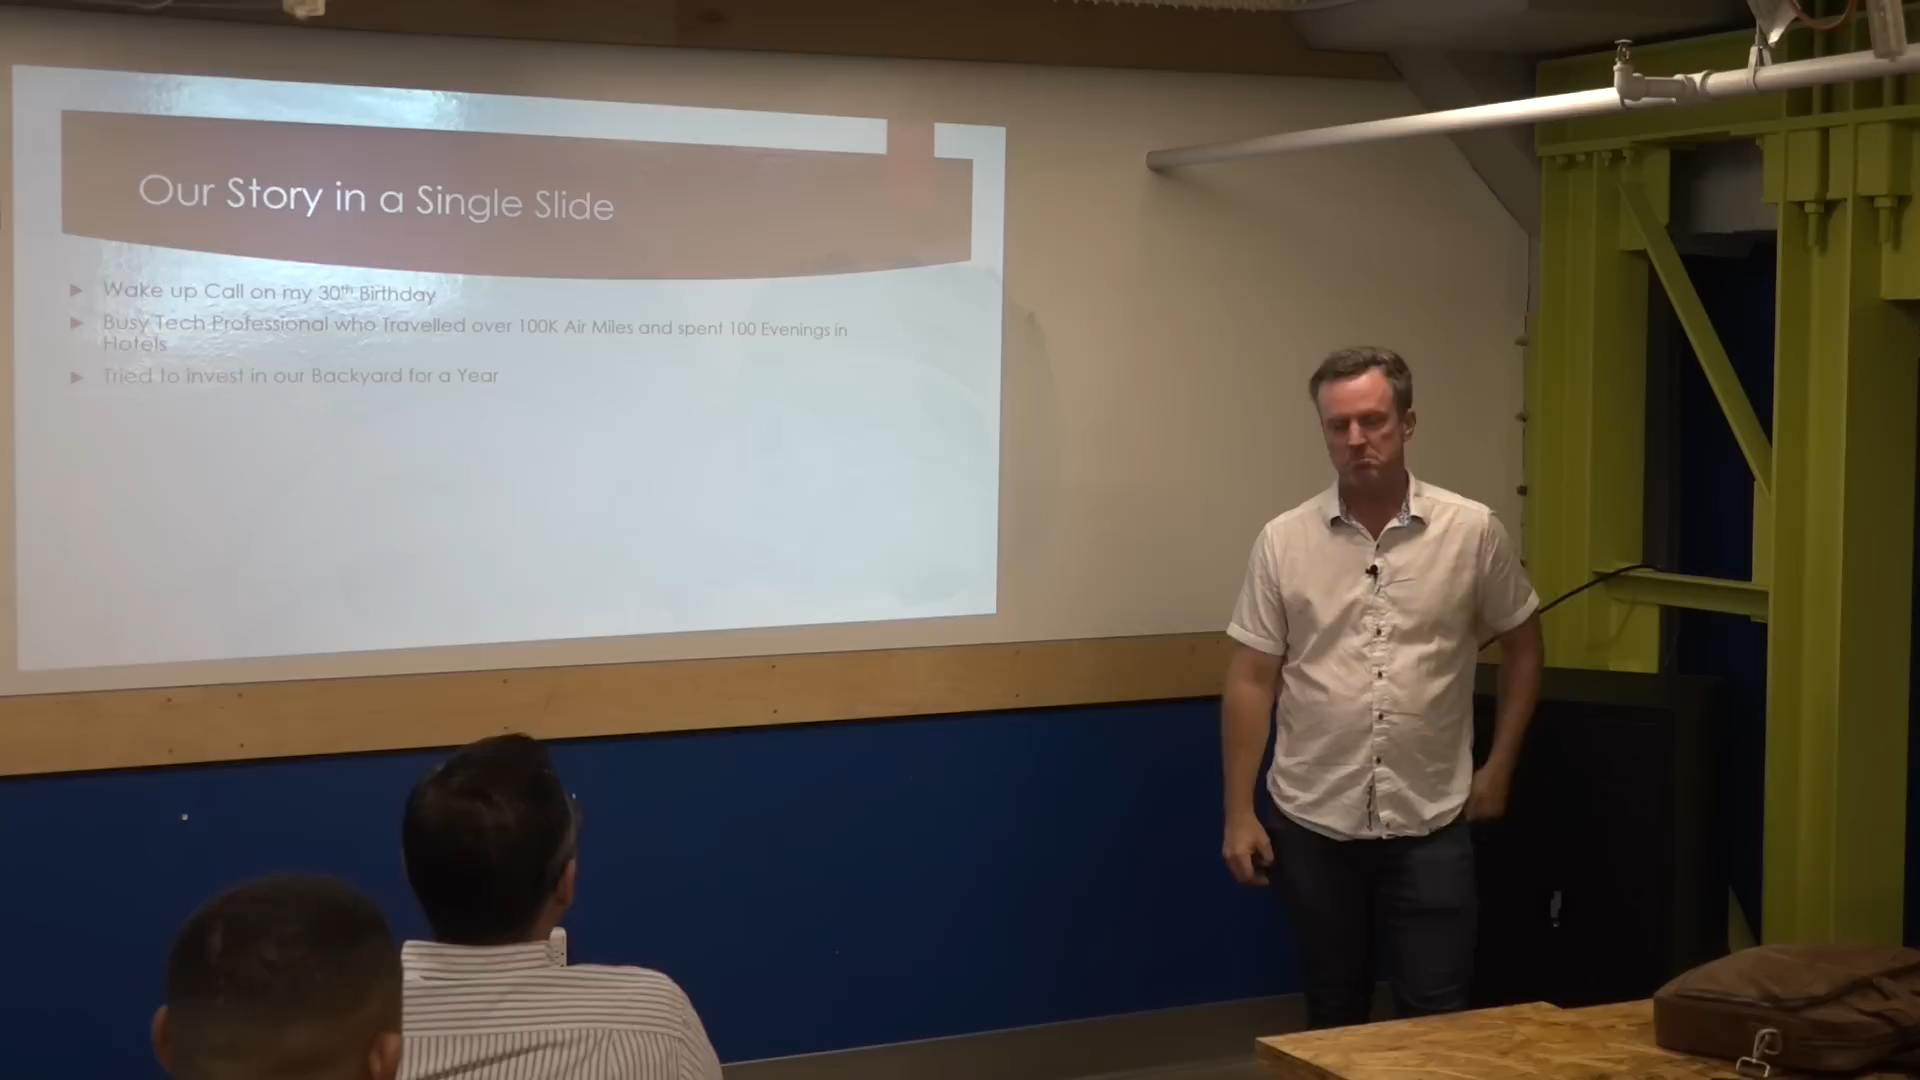 Our Story in a Single Slide
Wake up Call on my 30th Birthday
Busy Tech Professional who Travelled over 100K Air Miles and spent 100 Evenings in
Hotels
Tried to invest in our Backyard for a Year